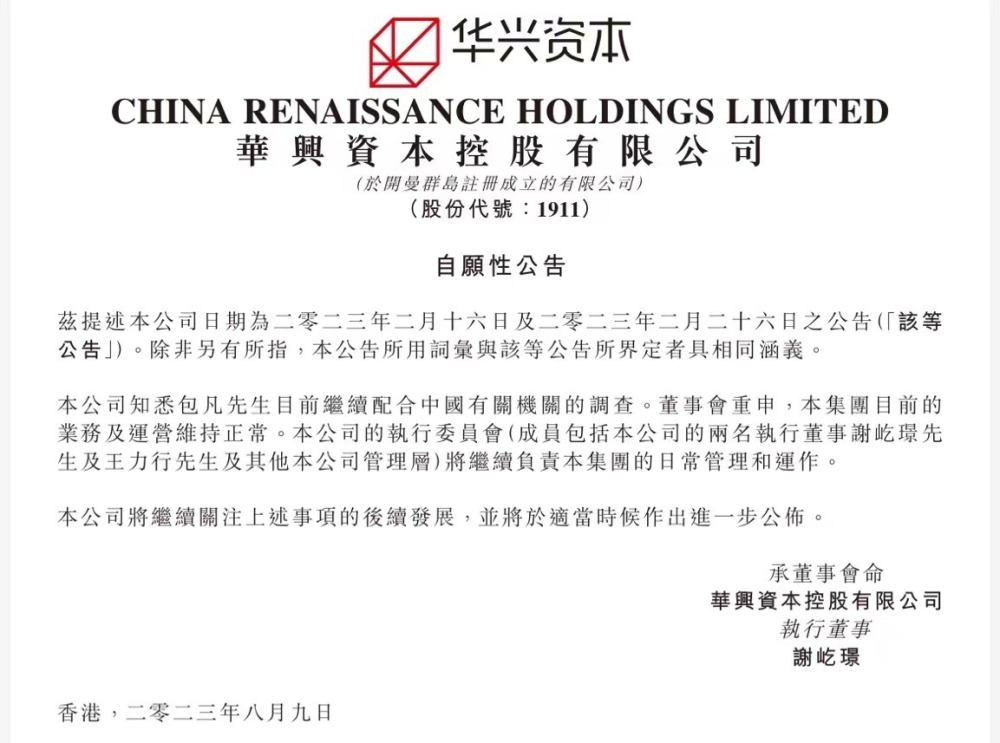 华兴资本
CHINA RENAISSANCE HOLDINGS LIMITED
華興資本控股有限公司
(於開曼群島註冊成立的有限公司)
(股份代號：1911)
自願性公告
茲提述本公司日期為二零二三年二月十六日及二零二三年二月二十六日之公告(「該等
公告」)。除非另有所指，本公告所用詞彙與該等公告所界定者具相同涵義。
本公司知悉包凡先生目前繼續配合中國有關機關的調查。董事會重申，本集團目前的
業務及運營維持正常。本公司的執行委員會(成員包括本公司的兩名執行董事謝屹璟先
生及王力行先生及其他本公司管理層)將繼續負責本集團的日常管理和運作。
本公司將繼續關注上述事項的後續發展，並將於適當時候作出進一步公佈。
承董事會命
華興資本控股有限公司
執行董事
謝屹璟
香港，二零二三年八月九日